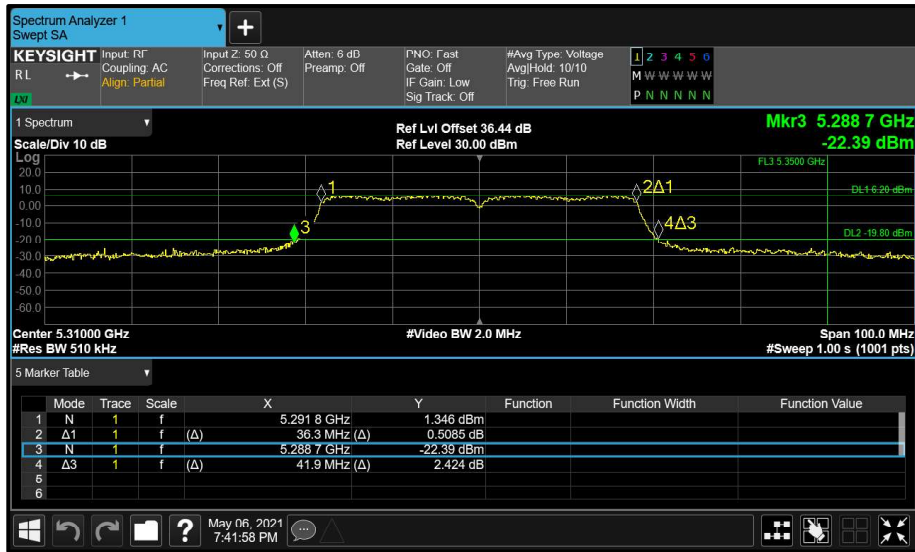 Spectrum Analyzer 1
Swept SA
+
KEYSIGHT Input: RF Input Z: 50 Ω Atten: 6 dB PNO: Fast #Avg Type: Voltage 1 2 3 4 5 6
RL Coupling: AC Corrections: Off Preamp: Off Gate: Off Avg|Hold: 10/10 M W W W W W
Align: Partial Freq Ref: Ext (S) IF Gain: Low Trig: Free Run
LXI Sig Track: Off P N N N N N
1 Spectrum Ref Lvl Offset 36.44 dB Mkr3 5.288 7 GHz
Scale/Div 10 dB Ref Level 30.00 dBm -22.39 dBm
Log
FL3 5.3500 GHz
20.0
10.0 1 2Δ1 DL1 6.20 dBm
0.00
-10.0 3 4Δ3
DL2 -19.80 dBm
-20.0
-30.0
-40.0
-50.0
-60.0
Center 5.31000 GHz #Video BW 2.0 MHz Span 100.0 MHz
#Res BW 510 kHz #Sweep 1.00 s (1001 pts)
5 Marker Table
Mode Trace Scale X Y Function Function Width Function Value
1 N 1 f 5.291 8 GHz 1.346 dBm
2 Δ1 1 f (Δ) 36.3 MHz (Δ) 0.5085 dB
3 N 1 f 5.288 7 GHz -22.39 dBm
4 Δ3 1 f (Δ) 41.9 MHz (Δ) 2.424 dB
5
6
? May 06, 2021
7:41:58 PM